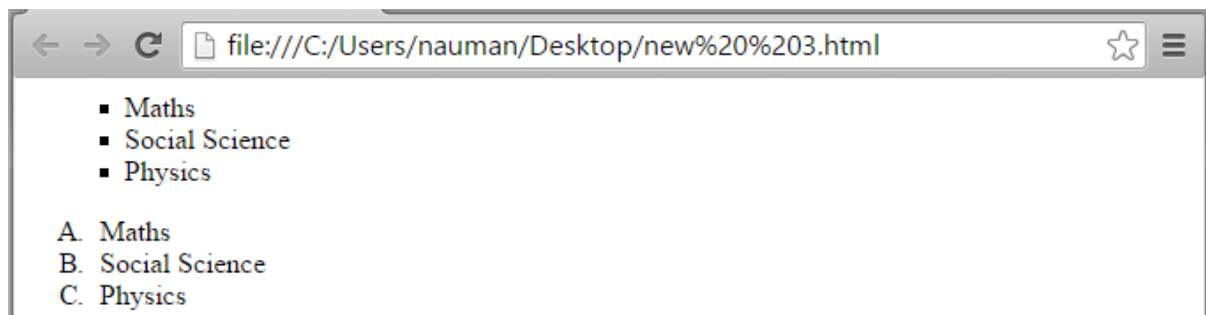 file:///C:/Users/nauman/Desktop/new%20%203.html
▪ Maths
▪ Social Science
▪ Physics
A. Maths
B. Social Science
C. Physics